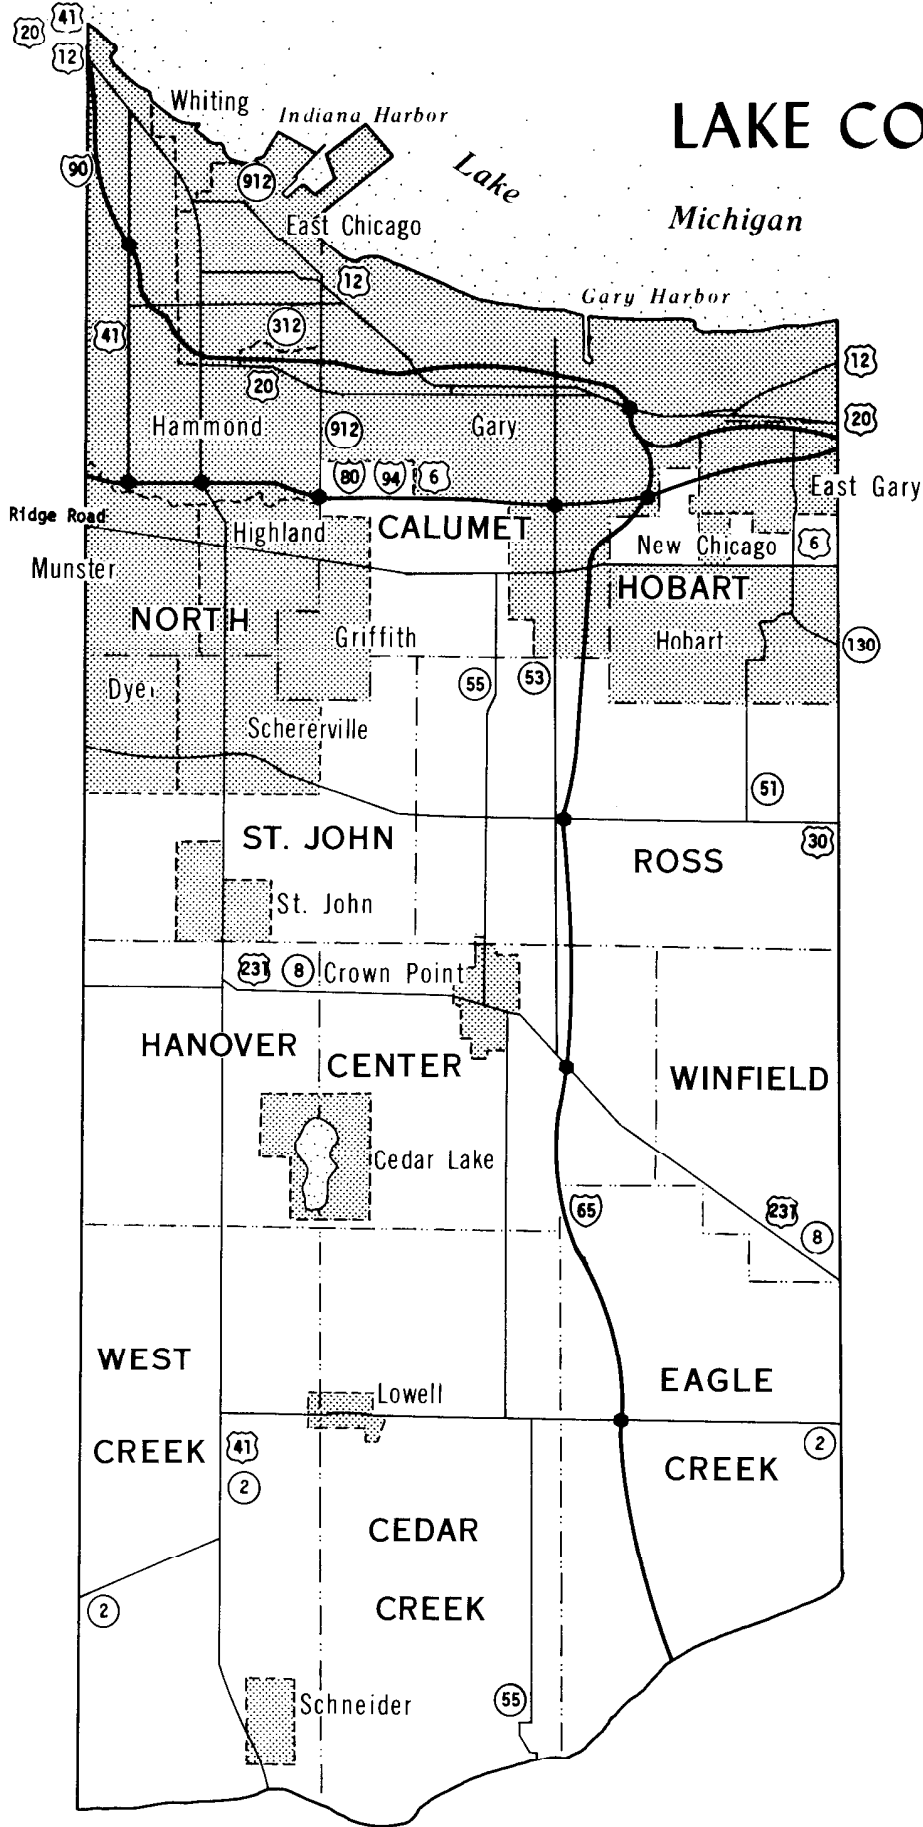 41
20
12
Whiting
Indiana Harbor
LAKE CO
90
912
Lake
Michigan
East Chicago
12
Gary Harbor
312
41
12
20
20
Hammond
912
Gary
80 94 6
East Gary
Ridge Road
Highland
CALUMET
New Chicago
6
Munster
HOBART
NORTH
Griffith
Hobart
130
55
53
Dyer
Schererville
51
ST. JOHN
30
ROSS
St. John
231 8 Crown Point
HANOVER
CENTER
WINFIELD
Cedar Lake
65
231
8
WEST
EAGLE
Lowell
CREEK
41
2
CREEK
2
CEDAR
CREEK
2
Schneider
55